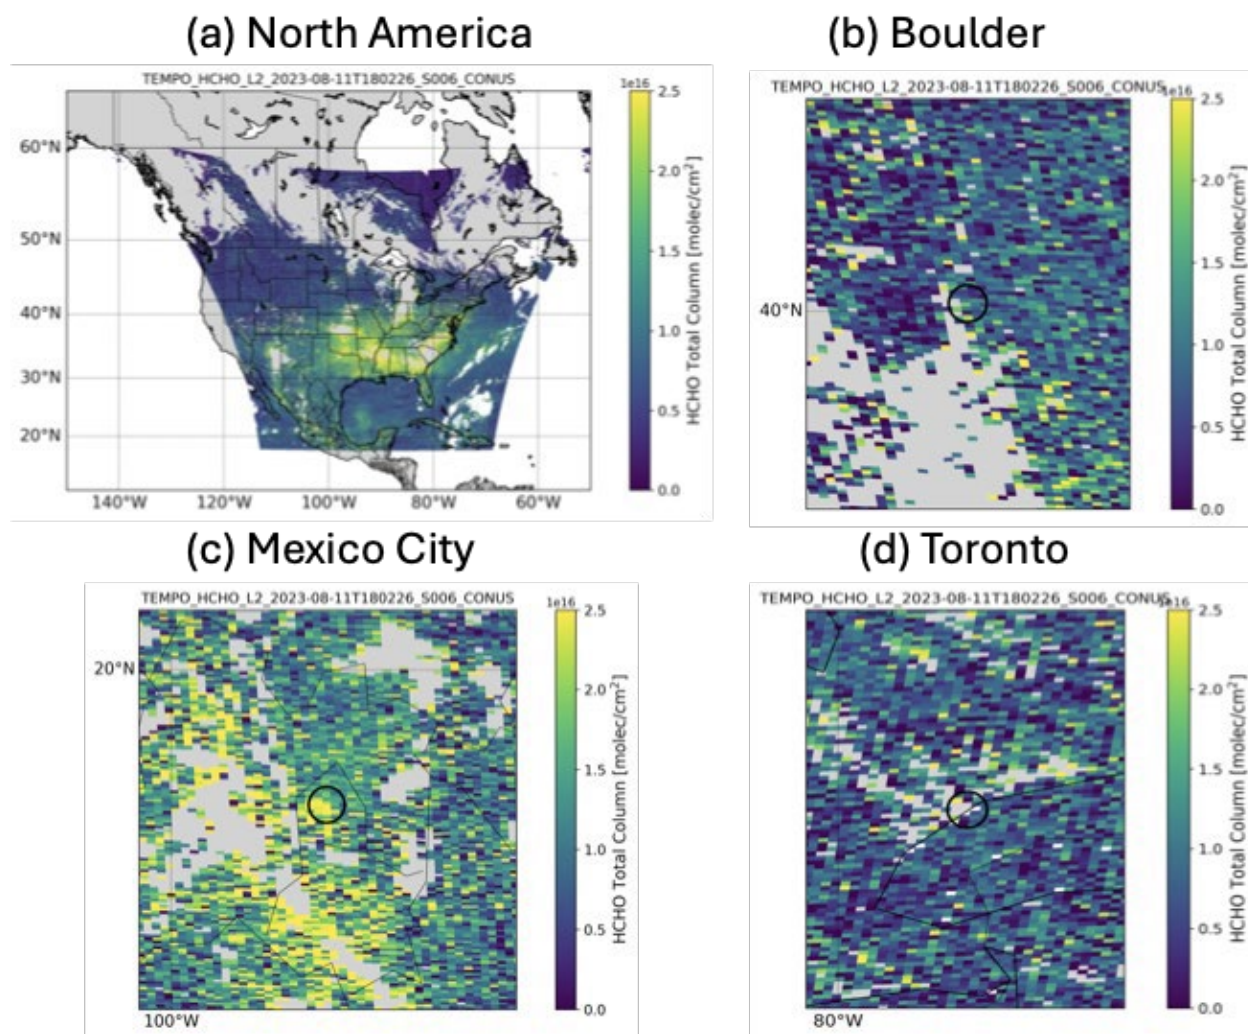 (a) North America
TEMPO_HCHO_L2_2023-08-11T180226_S006_CONUS
1e16
60°N
50°N
40°N
30°N
20°N
140°W 120°W 100°W 80°W 60°W
2.5
2.0
1.5
1.0
0.5
0.0
HCHO Total Column [molec/cm²]
(b) Boulder
TEMPO_HCHO_L2_2023-08-11T180226_S006_CONUS
1e16
40°N
2.5
2.0
1.5
1.0
0.5
0.0
HCHO Total Column [molec/cm²]
(c) Mexico City
TEMPO_HCHO_L2_2023-08-11T180226_S006_CONUS
1e16
20°N
100°W
2.5
2.0
1.5
1.0
0.5
0.0
HCHO Total Column [molec/cm²]
(d) Toronto
TEMPO_HCHO_L2_2023-08-11T180226_S006_CONUS
1e16
80°W
2.5
2.0
1.5
1.0
0.5
0.0
HCHO Total Column [molec/cm²]